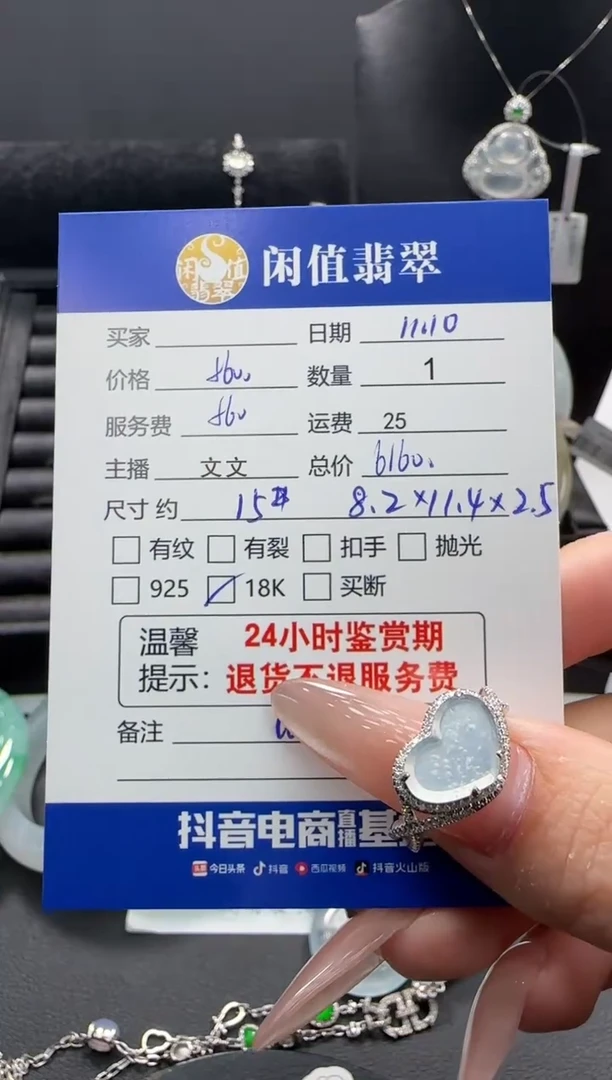 闲值
翡翠
闲值翡翠
买家 日期 11.10
价格 5600 数量 1
服务费 560 运费 25
主播 文文 总价 6160.
尺寸 约 15# 8.2×11.4×2.5
有纹 有裂 扣手 抛光
925 18K 买断
温馨 24小时鉴赏期
提示: 退货不退服务费
备注
抖音电商直播基
头条 今日头条 抖音 西瓜视频 抖音火山版